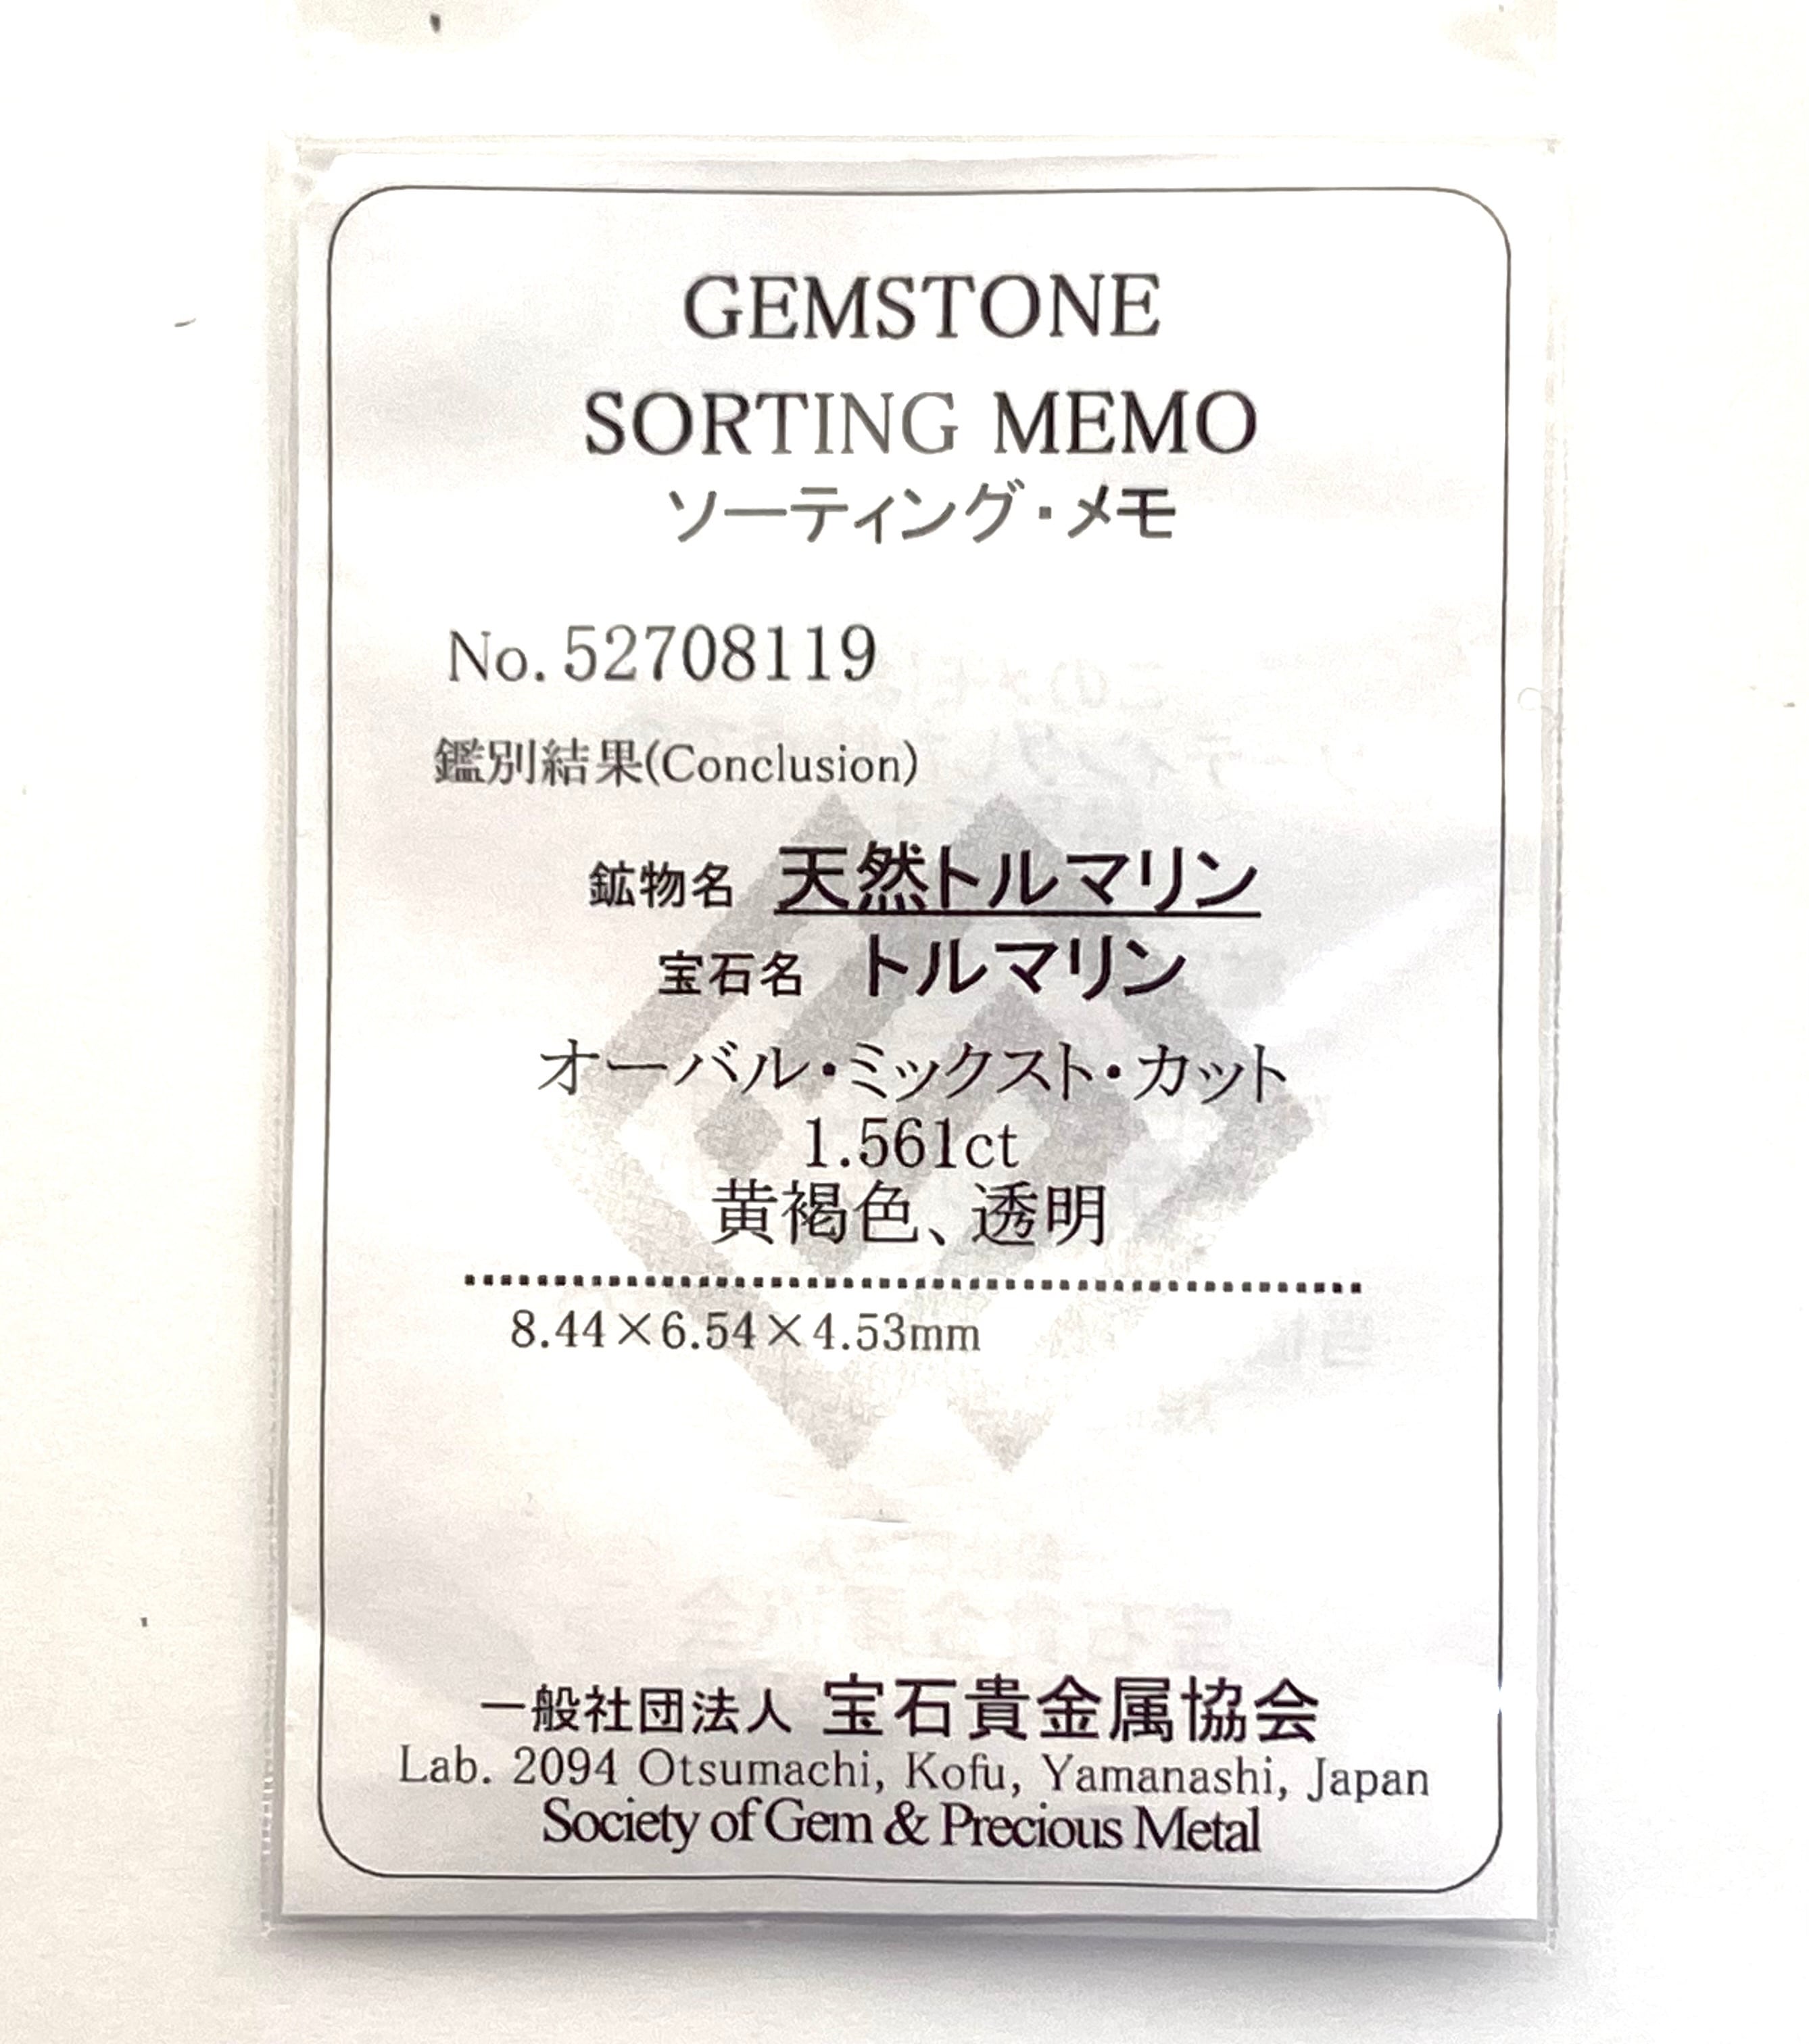 GEMSTONE
SORTING MEMO
ソーティング・メモ
No. 52708119
鑑別結果(Conclusion)
鉱物名 天然トルマリン
宝石名 トルマリン
オーバル・ミックスト・カット
1.561ct
黄褐色、透明
8.44×6.54×4.53mm
一般社団法人 宝石貴金属協会
Lab. 2094 Otsumachi, Kofu, Yamanashi, Japan
Society of Gem & Precious Metal